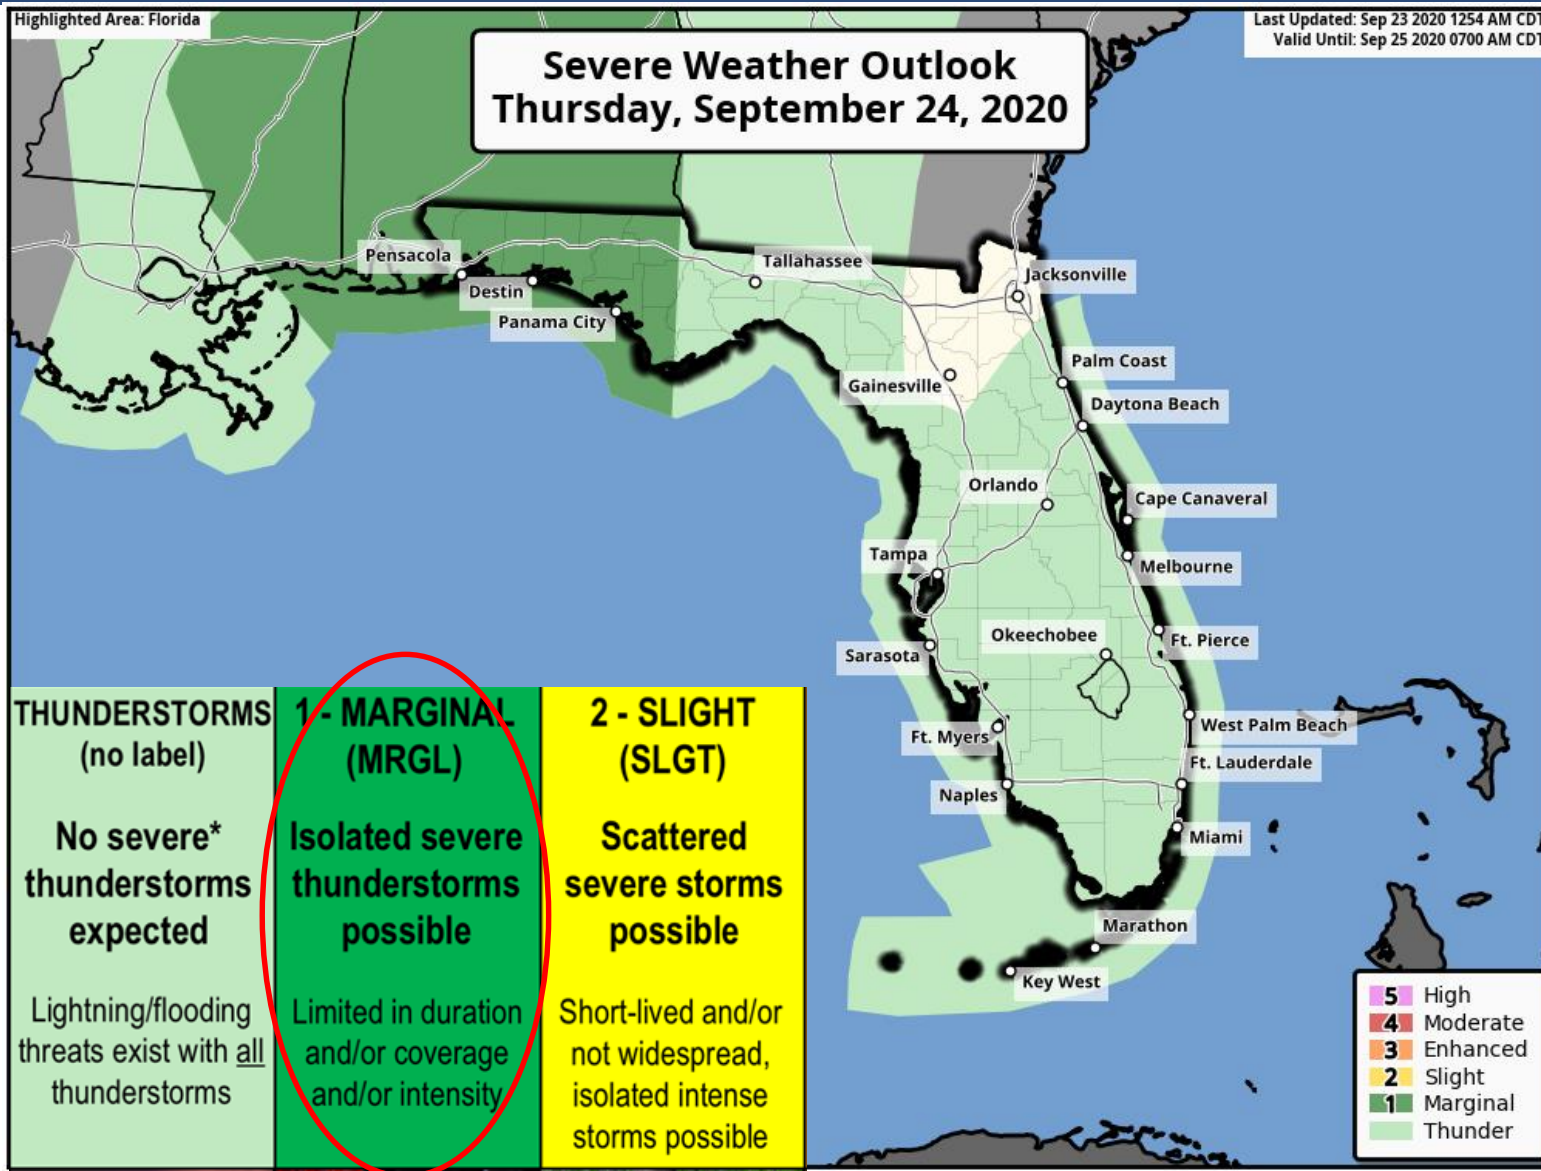 Highlighted Area: Florida
Last Updated: Sep 23 2020 1254 AM CDT
Valid Until: Sep 25 2020 0700 AM CDT
Severe Weather Outlook
Thursday, September 24, 2020
Pensacola
Destin
Panama City
Tallahassee
Jacksonville
Gainesville
Palm Coast
Daytona Beach
Orlando
Cape Canaveral
Tampa
Melbourne
Okeechobee
Ft. Pierce
Sarasota
West Palm Beach
Ft. Myers
Ft. Lauderdale
Naples
Miami
Marathon
Key West
THUNDERSTORMS
(no label)
No severe*
thunderstorms
expected
Lightning/flooding
threats exist with all
thunderstorms
1 - MARGINAL
(MRGL)
Isolated severe
thunderstorms
possible
Limited in duration
and/or coverage
and/or intensity
2 - SLIGHT
(SLGT)
Scattered
severe storms
possible
Short-lived and/or
not widespread,
isolated intense
storms possible
5 High
4 Moderate
3 Enhanced
2 Slight
1 Marginal
Thunder